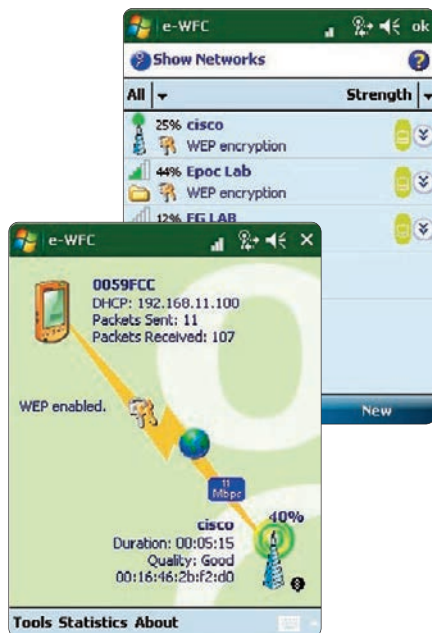 e-WFC
ok
Show Networks
All
Strength
25% cisco
WEP encryption
44% Epoc Lab
WEP encryption
12% EG LAB
New
e-WFC
0059FCC
DHCP: 192.168.11.100
Packets Sent: 11
Packets Received: 107
WEP enabled.
11
Mbps
40%
cisco
Duration: 00:05:15
Quality: Good
00:16:46:2b:f2:d0
Tools Statistics About